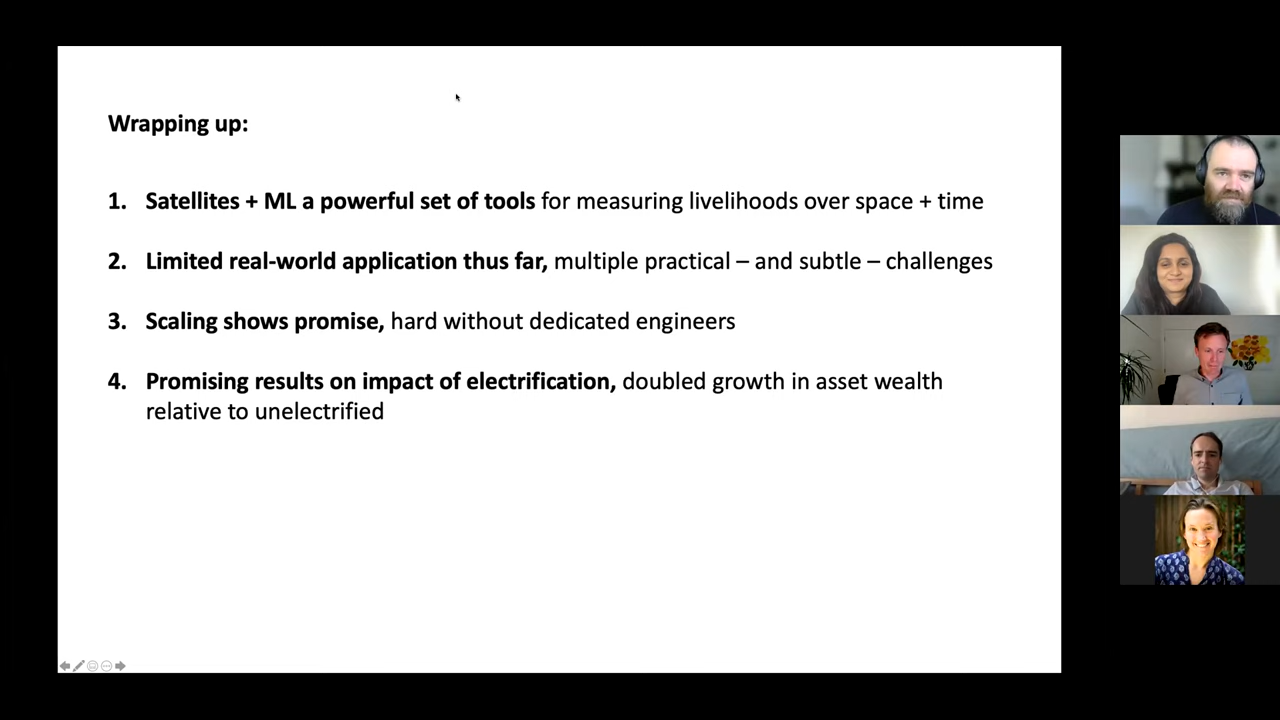 Wrapping up:
1. Satellites + ML a powerful set of tools for measuring livelihoods over space + time
2. Limited real-world application thus far, multiple practical – and subtle – challenges
3. Scaling shows promise, hard without dedicated engineers
4. Promising results on impact of electrification, doubled growth in asset wealth
relative to unelectrified